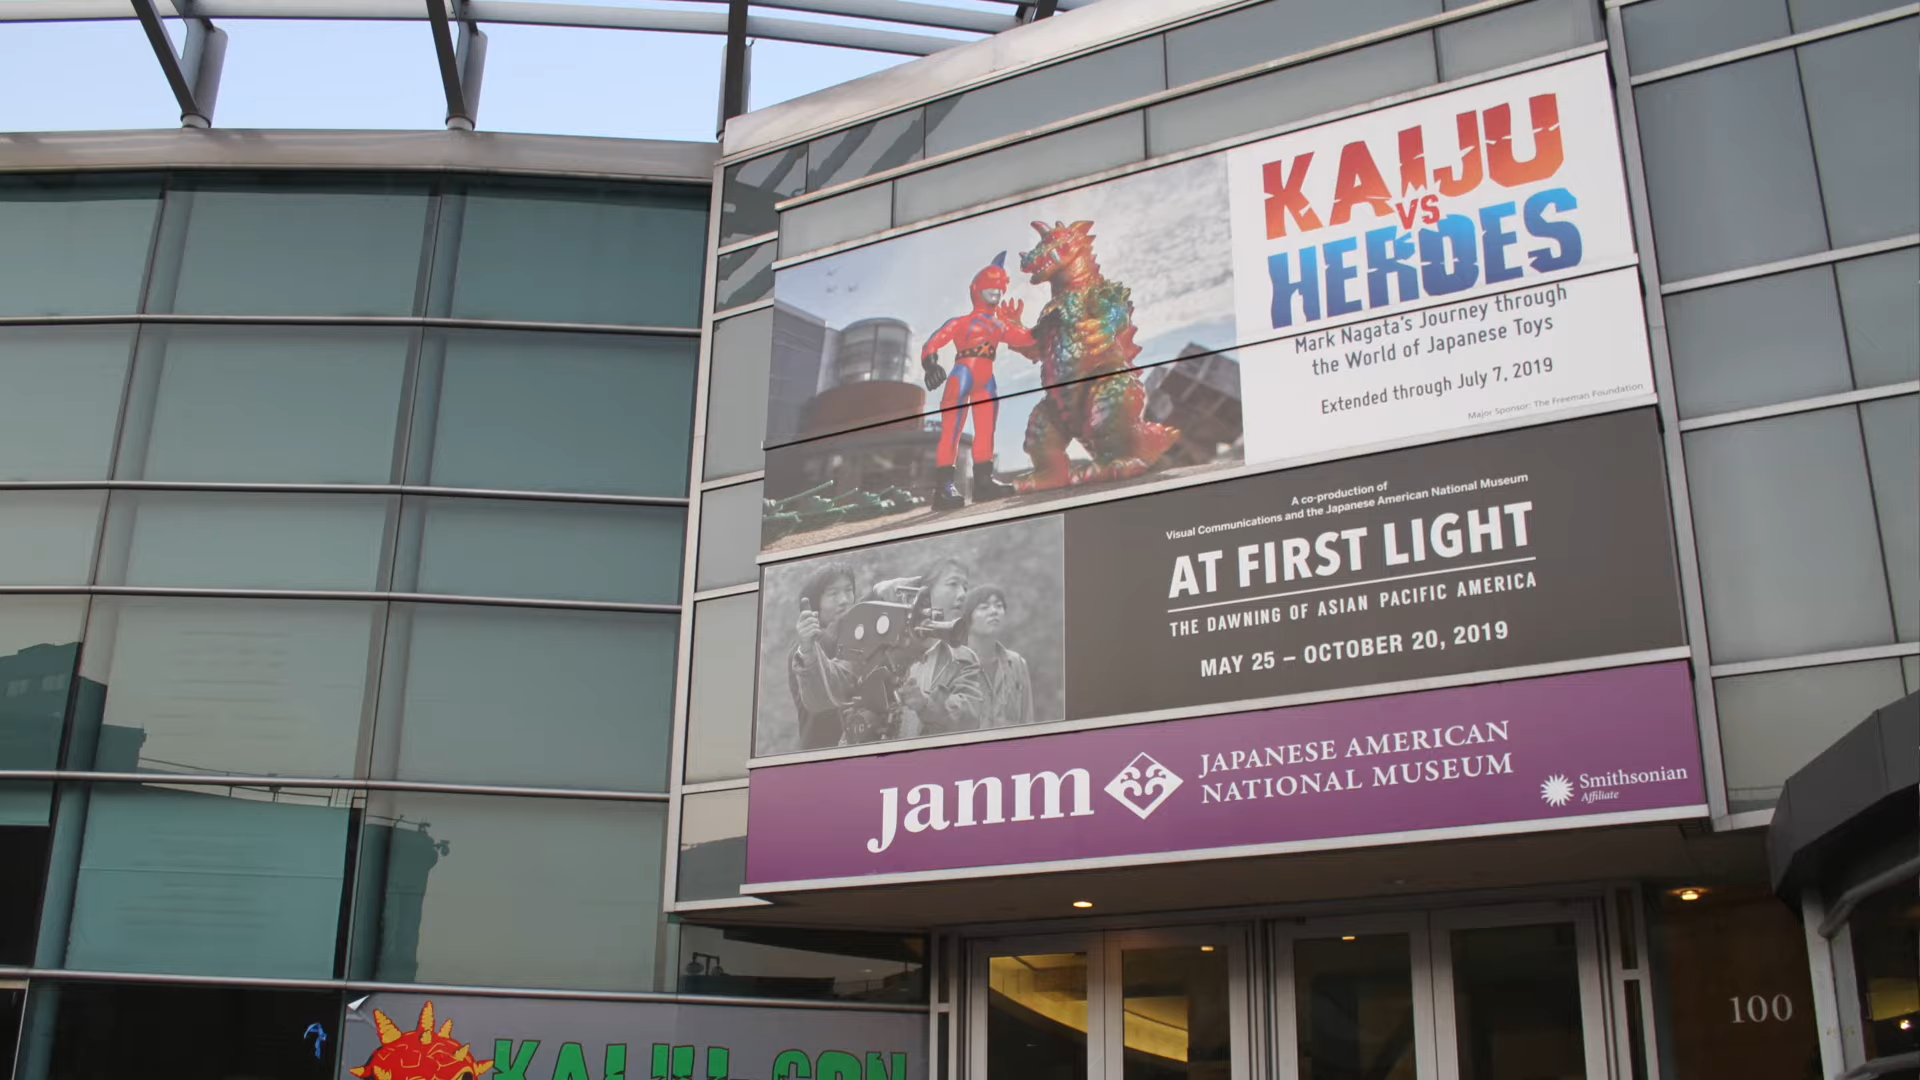 KAIJU
VS
HEROES
Mark Nagata's Journey through
the World of Japanese Toys
Extended through July 7, 2019
Major Sponsor: The Freeman Foundation
A co-production of
Visual Communications and the Japanese American National Museum
AT FIRST LIGHT
THE DAWNING OF ASIAN PACIFIC AMERICA
MAY 25 – OCTOBER 20, 2019
janm
JAPANESE AMERICAN
NATIONAL MUSEUM
Smithsonian
Affiliate
100
KAIJU-CON